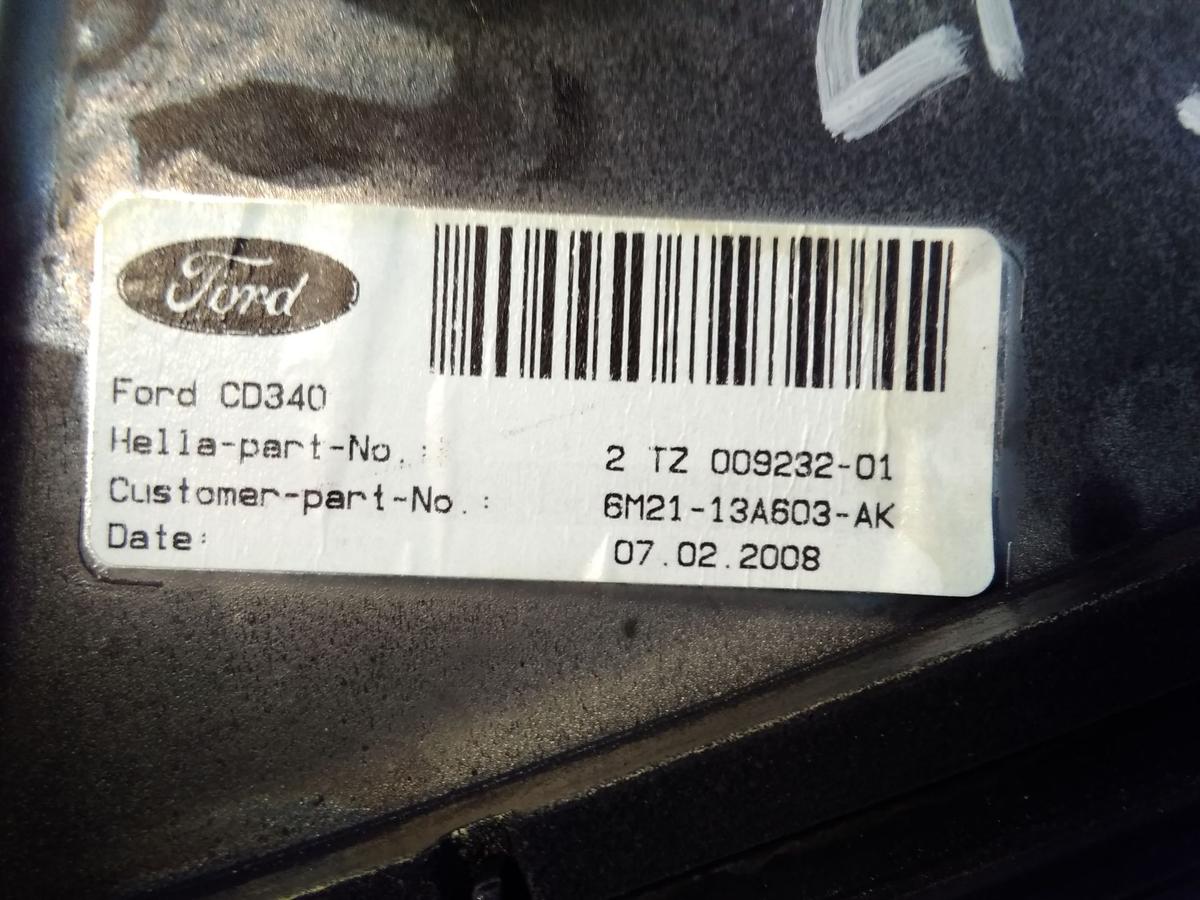 Ford
Ford CD340
Hella-part-No.: 2 TZ 009232-01
Customer-part-No.: 6M21-13A603-AK
Date: 07.02.2008